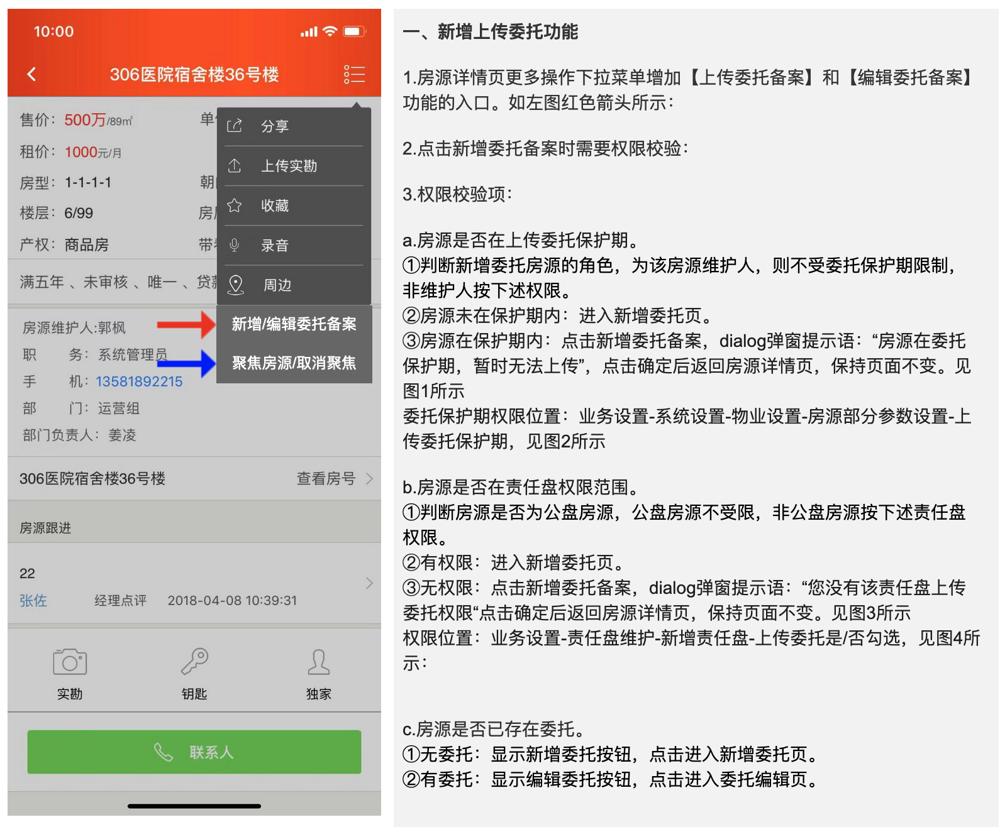 10:00
306医院宿舍楼36号楼
售价：500万/89㎡
单
租价：1000元/月
房型：1-1-1-1
朝
楼层：6/99
房
产权：商品房
带
满五年 、未审核 、唯一 、贷
分享
上传实勘
收藏
录音
周边
新增/编辑委托备案
聚焦房源/取消聚焦
房源维护人:郭枫
职 务：系统管理员
手 机：13581892215
部 门：运营组
部门负责人：姜凌
306医院宿舍楼36号楼
查看房号
房源跟进
22
张佐 经理点评 2018-04-08 10:39:31
实勘 钥匙 独家
联系人
一、新增上传委托功能
1.房源详情页更多操作下拉菜单增加【上传委托备案】和【编辑委托备案】
功能的入口。如左图红色箭头所示：
2.点击新增委托备案时需要权限校验：
3.权限校验项：
a.房源是否在上传委托保护期。
①判断新增委托房源的角色，为该房源维护人，则不受委托保护期限制，
非维护人按下述权限。
②房源未在保护期内：进入新增委托页。
③房源在保护期内：点击新增委托备案，dialog弹窗提示语：“房源在委托
保护期，暂时无法上传”，点击确定后返回房源详情页，保持页面不变。见
图1所示
委托保护期权限位置：业务设置-系统设置-物业设置-房源部分参数设置-上
传委托保护期，见图2所示
b.房源是否在责任盘权限范围。
①判断房源是否为公盘房源，公盘房源不受限，非公盘房源按下述责任盘
权限。
②有权限：进入新增委托页。
③无权限：点击新增委托备案，dialog弹窗提示语：“您没有该责任盘上传
委托权限“点击确定后返回房源详情页，保持页面不变。见图3所示
权限位置：业务设置-责任盘维护-新增责任盘-上传委托是/否勾选，见图4所
示：
c.房源是否已存在委托。
①无委托：显示新增委托按钮，点击进入新增委托页。
②有委托：显示编辑委托按钮，点击进入委托编辑页。